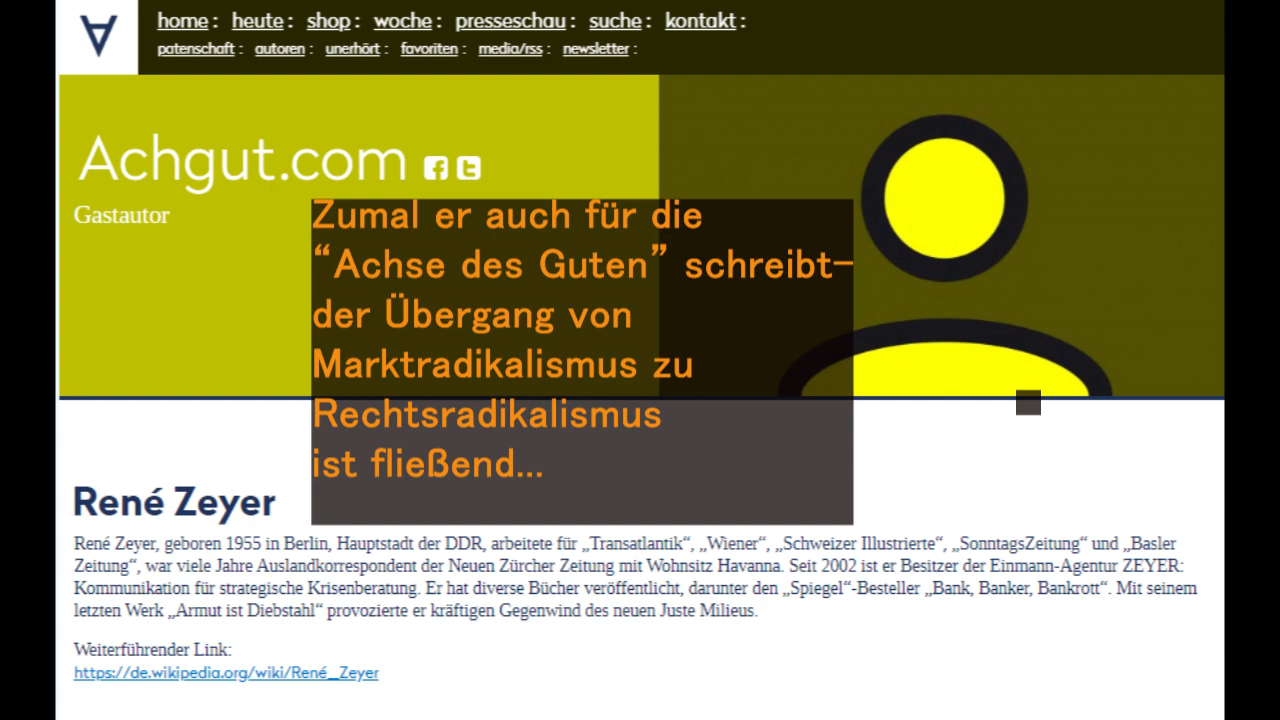 home : heute : shop : woche : presseschau : suche : kontakt :
patenschaft : autoren : unerhört : favoriten : media/rss : newsletter :
Achgut.com
Gastautor
Zumal er auch für die
“Achse des Guten” schreibt-
der Übergang von
Marktradikalismus zu
Rechtsradikalismus
ist fließend...
René Zeyer
René Zeyer, geboren 1955 in Berlin, Hauptstadt der DDR, arbeitete für „Transatlantik“, „Wiener“, „Schweizer Illustrierte“, „SonntagsZeitung“ und „Basler
Zeitung“, war viele Jahre Auslandkorrespondent der Neuen Zürcher Zeitung mit Wohnsitz Havanna. Seit 2002 ist er Besitzer der Einmann-Agentur ZEYER:
Kommunikation für strategische Krisenberatung. Er hat diverse Bücher veröffentlicht, darunter den „Spiegel“-Besteller „Bank, Banker, Bankrott“. Mit seinem
letzten Werk „Armut ist Diebstahl“ provozierte er kräftigen Gegenwind des neuen Juste Milieus.
Weiterführender Link:
https://de.wikipedia.org/wiki/René_Zeyer